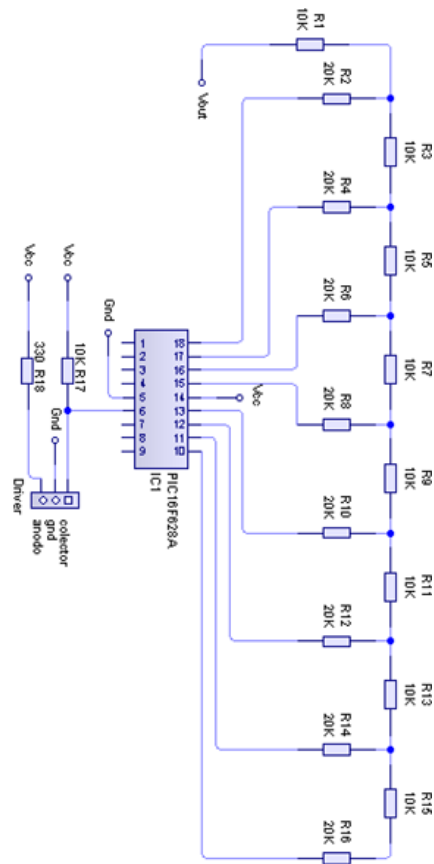 R1
10K
R2
20K
Vout
R3
10K
R4
20K
R5
10K
R6
20K
R7
10K
R8
20K
R9
10K
R10
20K
R11
10K
R12
20K
R13
10K
R14
20K
R15
10K
R16
20K
Vcc
Vcc
Gnd
330 R18
10K R17
Gnd
Vcc
1 18
2 17
3 16
4 15
5 14
6 13
7 12
8 11
9 10
PIC16F628A
IC1
Driver
colector
gnd
anodo